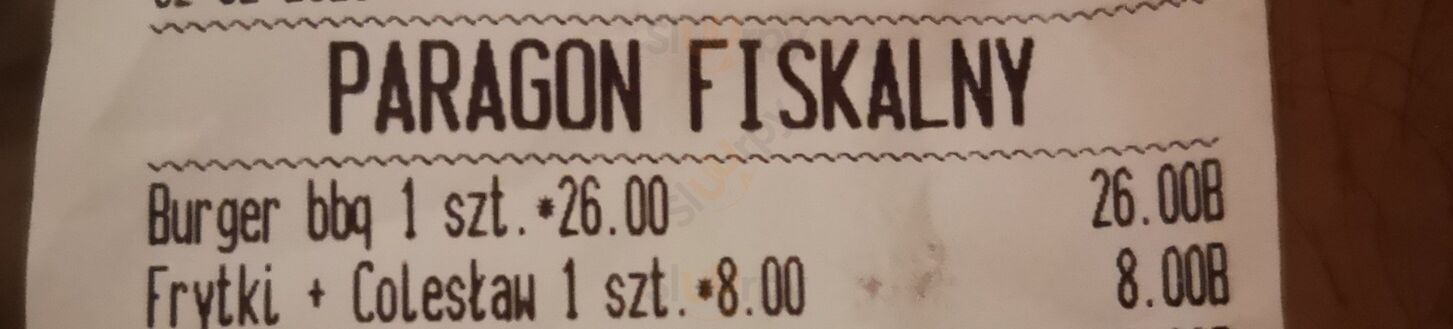 PARAGON FISKALNY
Burger bbq 1 szt.*26.00 26.00B
Frytki + Colesław 1 szt.*8.00 8.00B